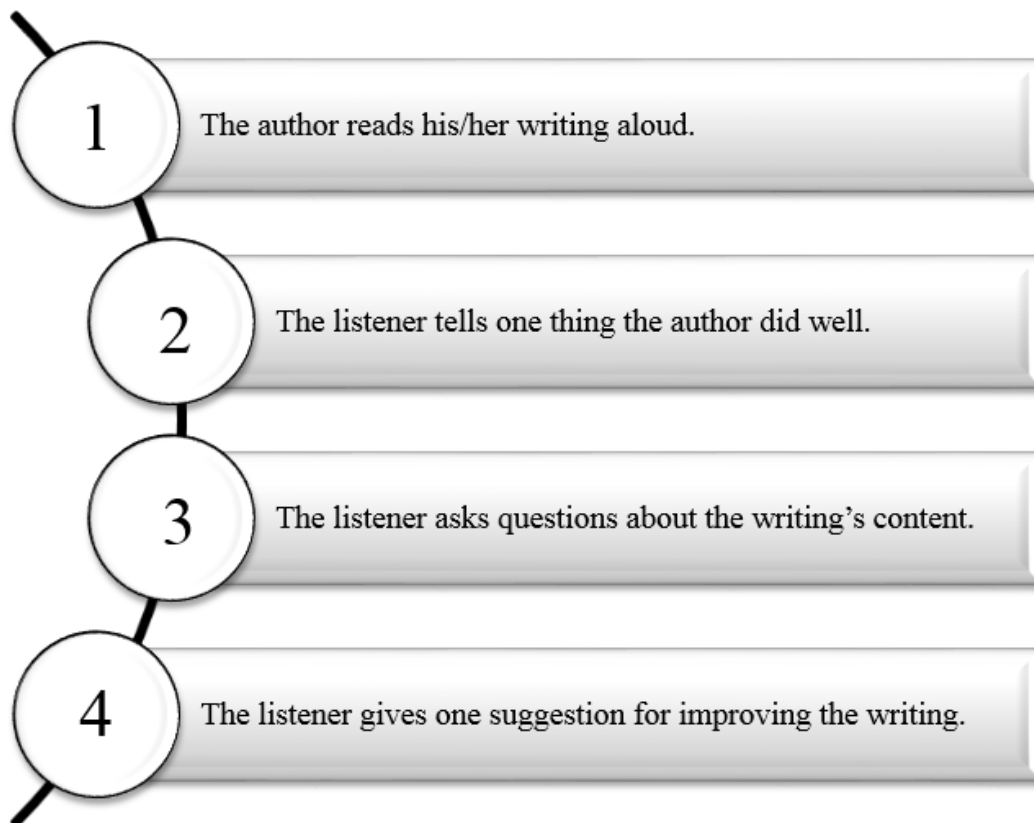 1
The author reads his/her writing aloud.
2
The listener tells one thing the author did well.
3
The listener asks questions about the writing’s content.
4
The listener gives one suggestion for improving the writing.